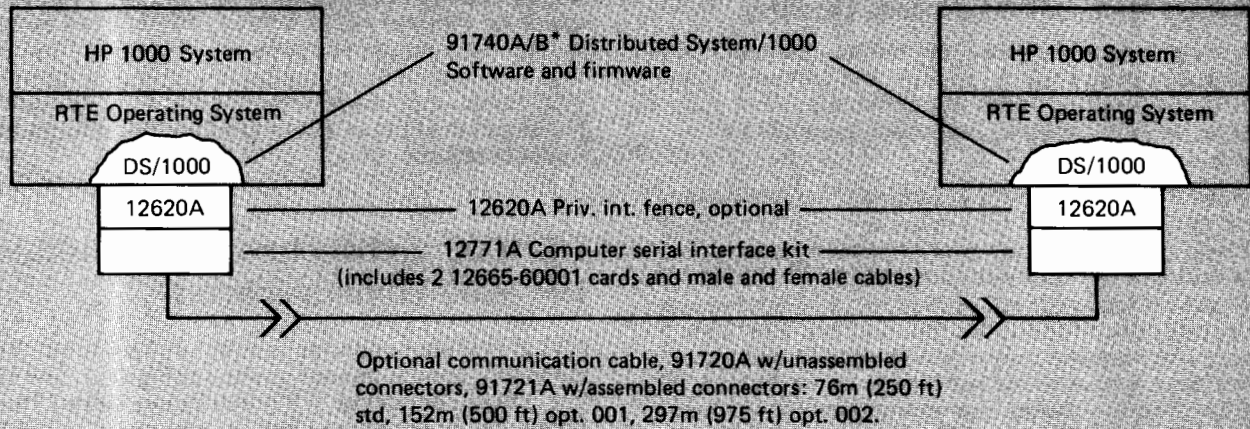 HP 1000 System
RTE Operating System
DS/1000
12620A
91740A/B* Distributed System/1000
Software and firmware
HP 1000 System
RTE Operating System
DS/1000
12620A
12620A Priv. int. fence, optional
12771A Computer serial interface kit
(includes 2 12665-60001 cards and male and female cables)
Optional communication cable, 91720A w/unassembled
connectors, 91721A w/assembled connectors: 76m (250 ft)
std, 152m (500 ft) opt. 001, 297m (975 ft) opt. 002.